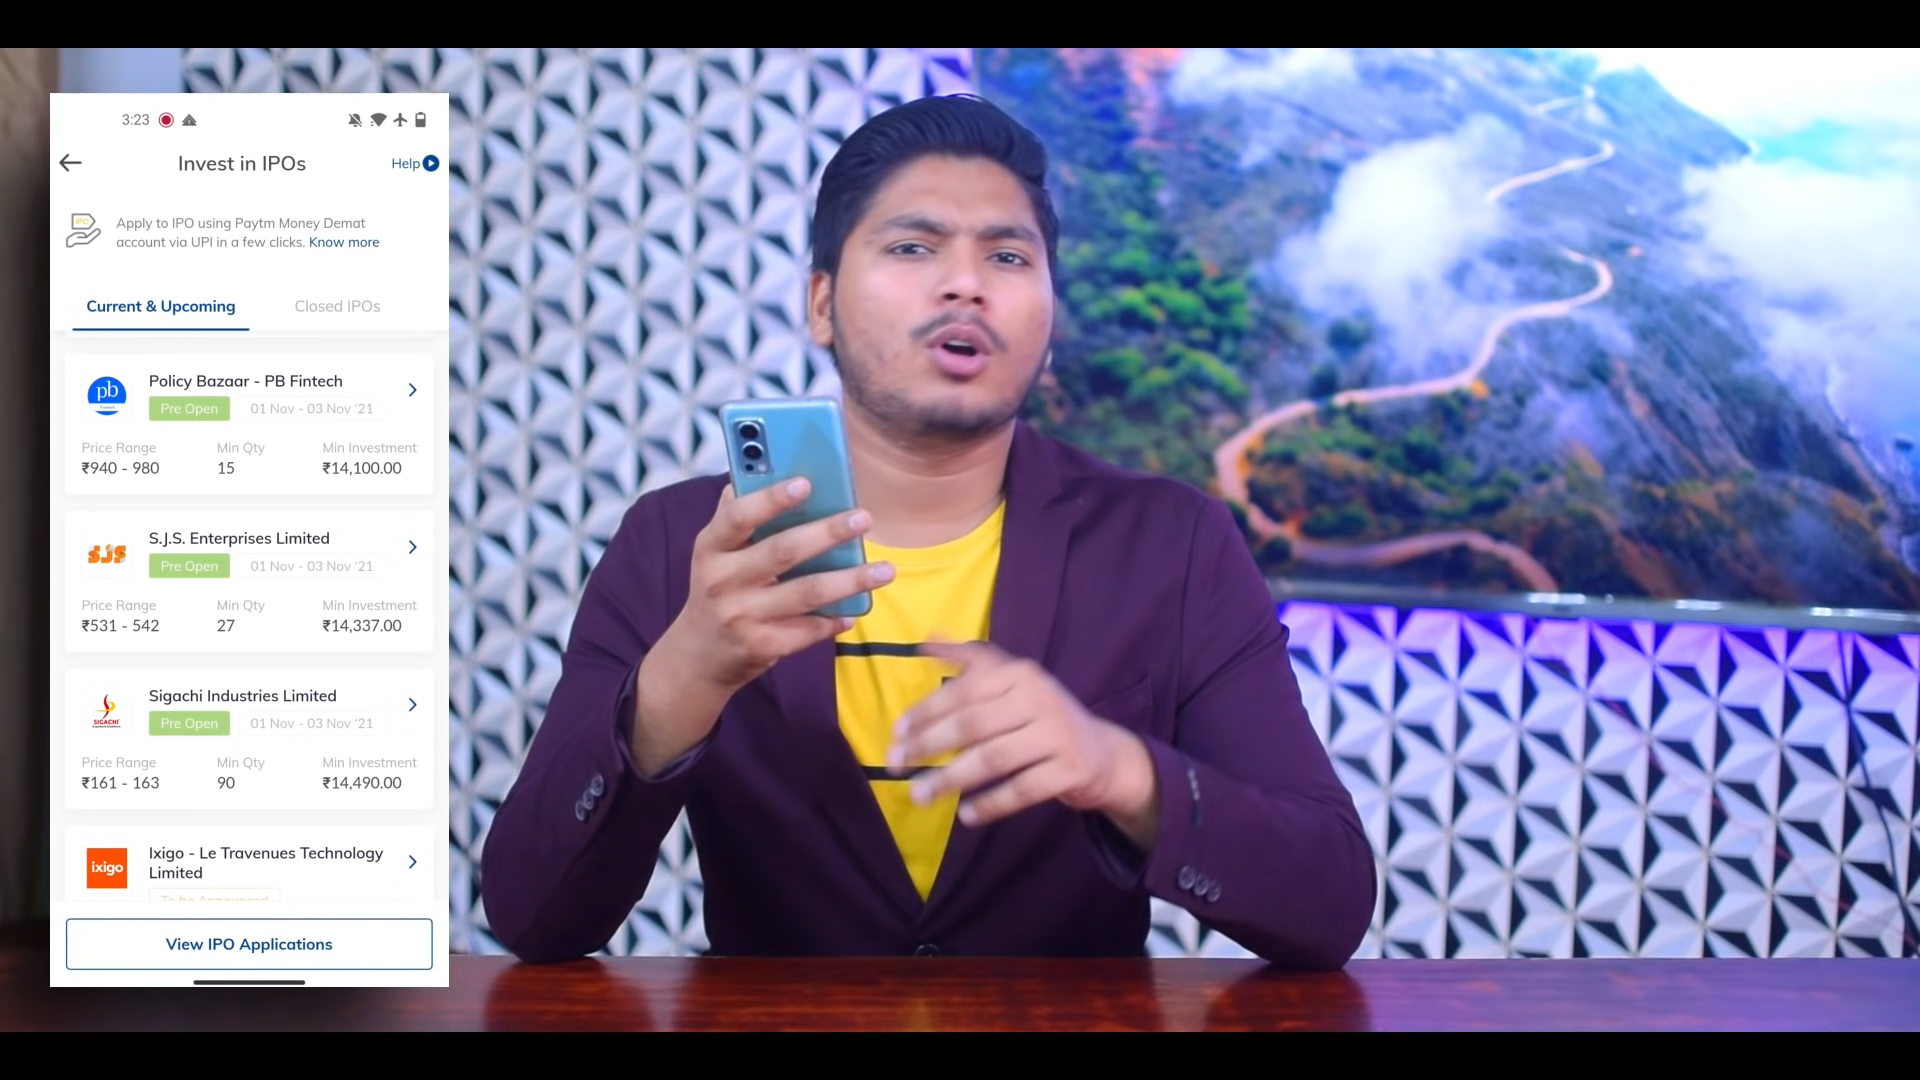 3:23
Invest in IPOs
Help
IPO
Apply to IPO using Paytm Money Demat
account via UPI in a few clicks. Know more
Current & Upcoming
Closed IPOs
pb
Policy Bazaar - PB Fintech
Pre Open
01 Nov - 03 Nov '21
Price Range
Min Qty
Min Investment
₹940 - 980
15
₹14,100.00
SJS
S.J.S. Enterprises Limited
Pre Open
01 Nov - 03 Nov '21
Price Range
Min Qty
Min Investment
₹531 - 542
27
₹14,337.00
SIGACHI
Sigachi Industries Limited
Pre Open
01 Nov - 03 Nov '21
Price Range
Min Qty
Min Investment
₹161 - 163
90
₹14,490.00
ixigo
Ixigo - Le Travenues Technology
Limited
To be Announced
View IPO Applications